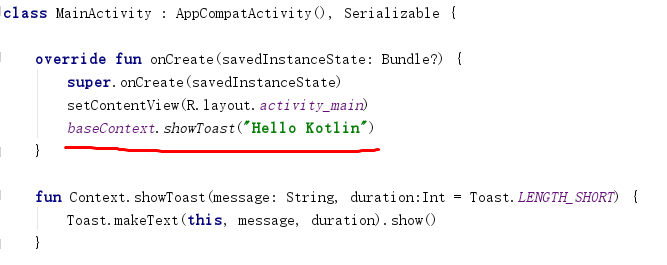 class MainActivity : AppCompatActivity(), Serializable {
override fun onCreate(savedInstanceState: Bundle?) {
super.onCreate(savedInstanceState)
setContentView(R.layout.activity_main)
baseContext.showToast("Hello Kotlin")
}
fun Context.showToast(message: String, duration:Int = Toast.LENGTH_SHORT) {
Toast.makeText(this, message, duration).show()
}